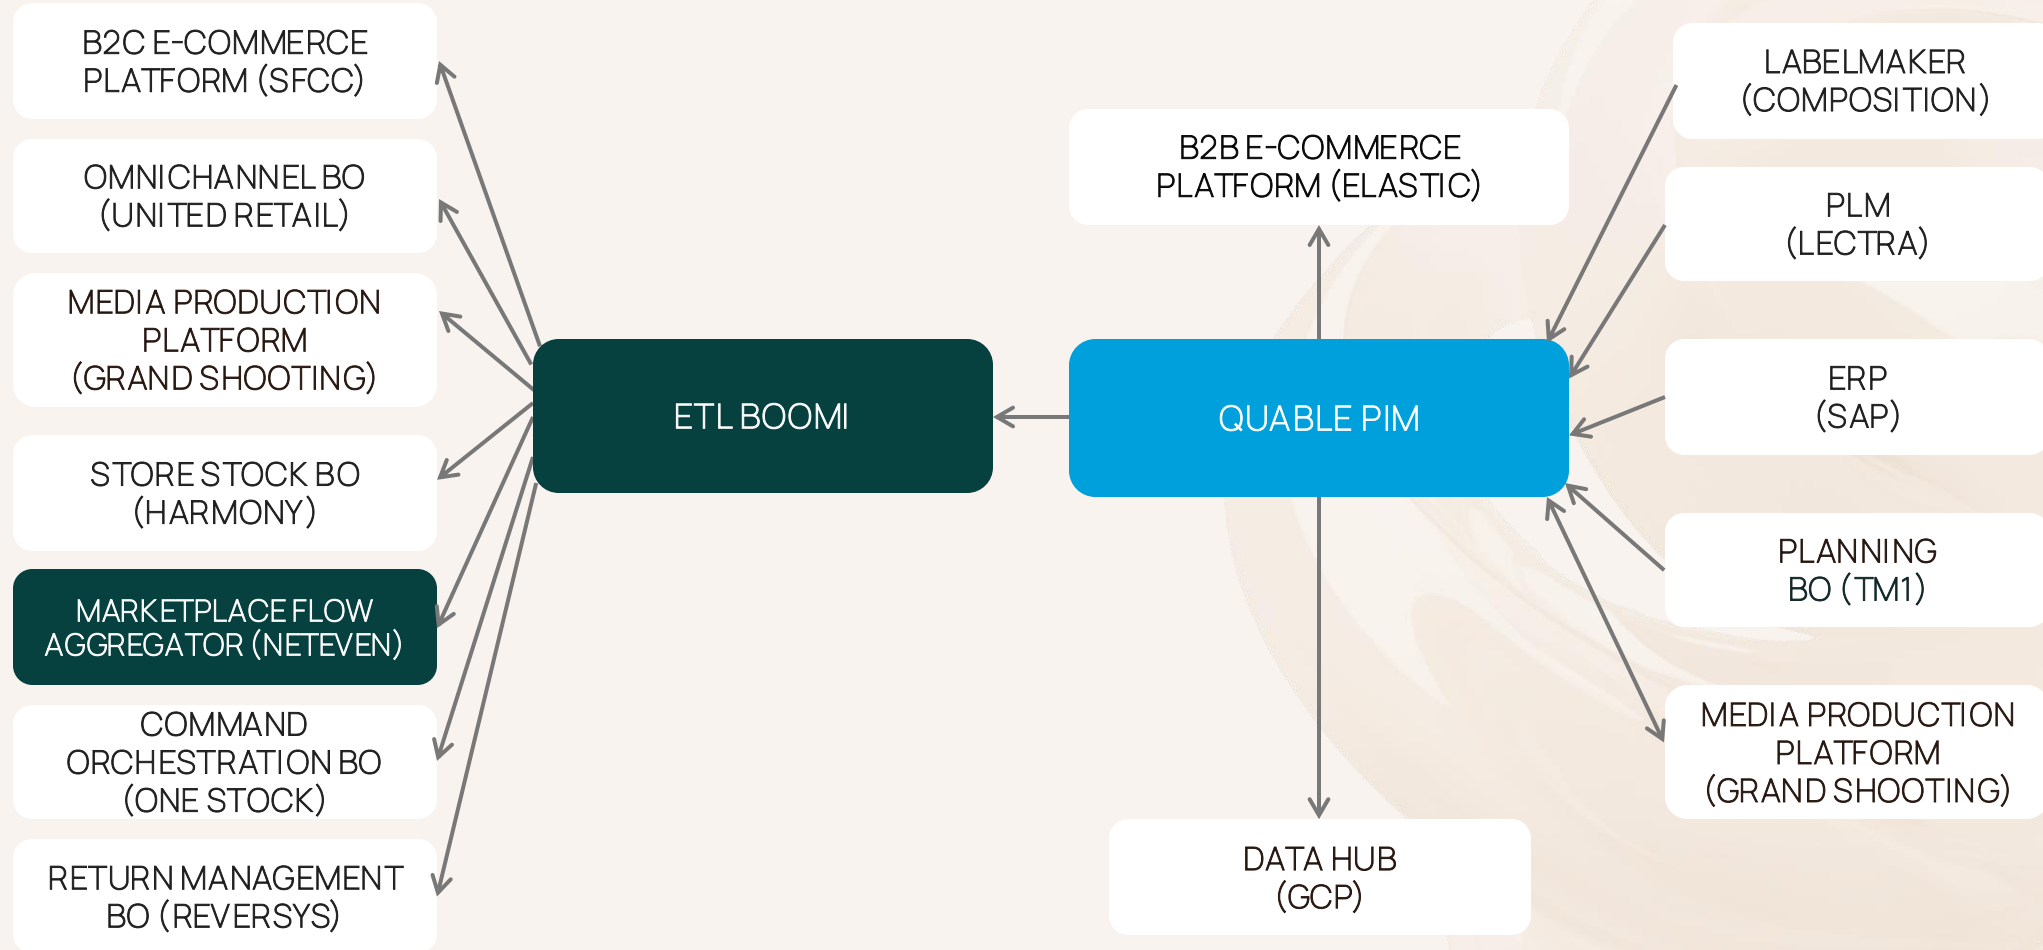 B2C E-COMMERCE
PLATFORM (SFCC)
OMNICHANNEL BO
(UNITED RETAIL)
MEDIA PRODUCTION
PLATFORM
(GRAND SHOOTING)
STORE STOCK BO
(HARMONY)
MARKETPLACE FLOW
AGGREGATOR (NETEVEN)
COMMAND
ORCHESTRATION BO
(ONE STOCK)
RETURN MANAGEMENT
BO (REVERSYS)
ETL BOOMI
B2B E-COMMERCE
PLATFORM (ELASTIC)
QUABLE PIM
DATA HUB
(GCP)
LABELMAKER
(COMPOSITION)
PLM
(LECTRA)
ERP
(SAP)
PLANNING
BO (TM1)
MEDIA PRODUCTION
PLATFORM
(GRAND SHOOTING)